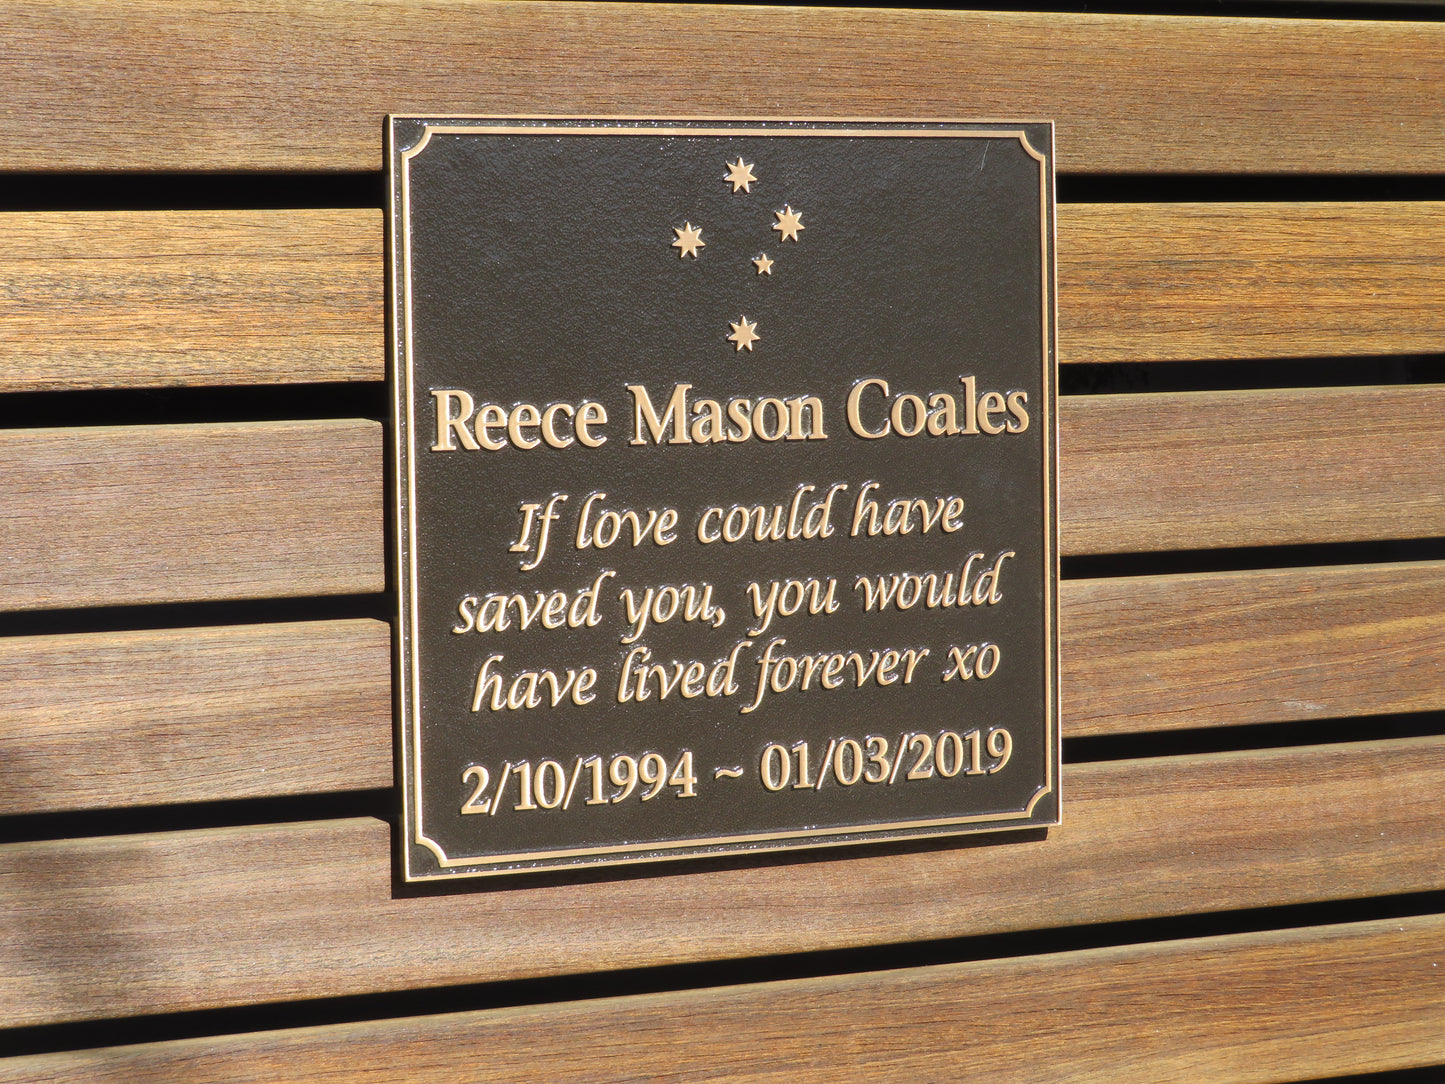 Reece Mason Coales
If love could have
saved you, you would
have lived forever xo
2/10/1994 ~ 01/03/2019